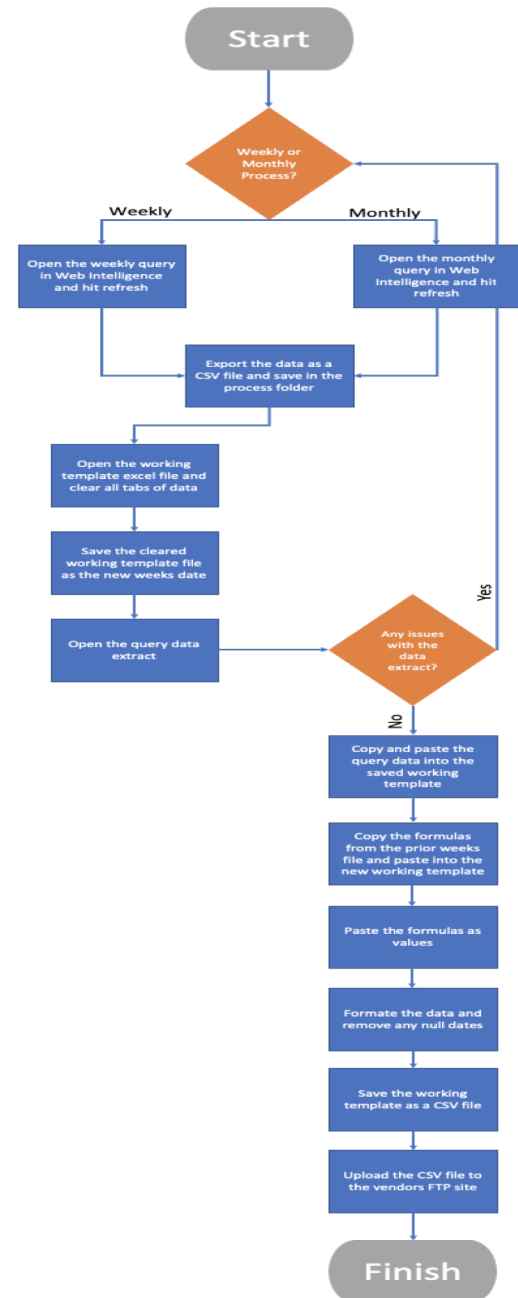 Start
Weekly or
Monthly
Process?
Weekly
Monthly
Open the weekly query
in Web Intelligence
and hit refresh
Open the monthly
query in Web
Intelligence and hit
refresh
Export the data as a
CSV file and save in the
process folder
Open the working
template excel file and
clear all tabs of data
Save the cleared
working template file
as the new weeks date
Open the query data
extract
Any issues
with the
data
extract?
Yes
No
Copy and paste the
query data into the
saved working
template
Copy the formulas
from the prior weeks
file and paste into the
new working template
Paste the formulas as
values
Formate the data and
remove any null dates
Save the working
template as a CSV file
Upload the CSV file to
the vendors FTP site
Finish